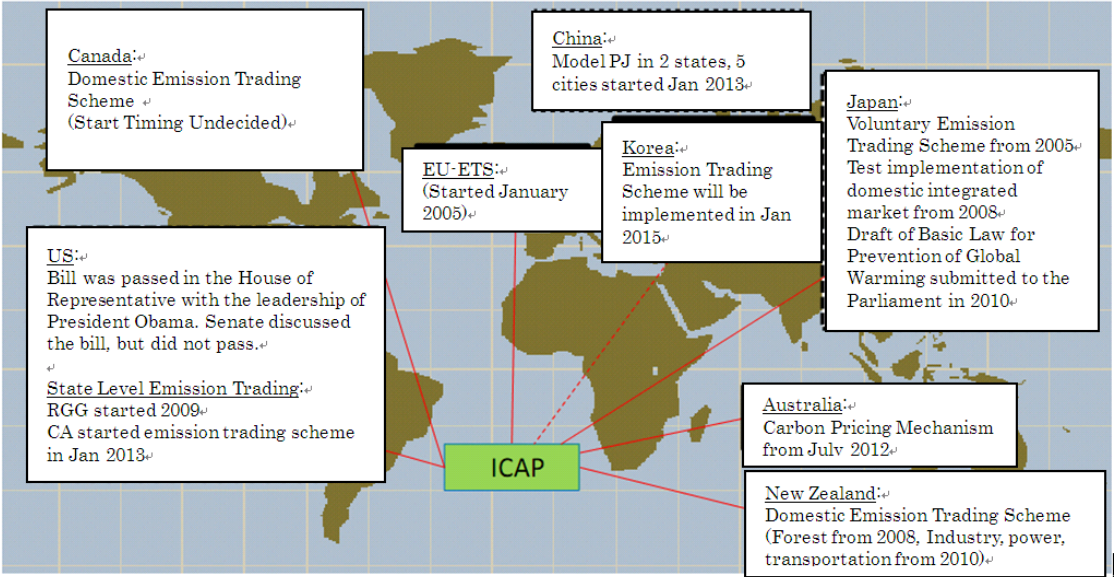 Canada:
Domestic Emission Trading
Scheme
(Start Timing Undecided)
China:
Model PJ in 2 states, 5
cities started Jan 2013
Japan:
Voluntary Emission
Trading Scheme from 2005
Test implementation of
domestic integrated
market from 2008
Draft of Basic Law for
Prevention of Global
Warming submitted to the
Parliament in 2010
EU-ETS:
(Started January
2005)
Korea:
Emission Trading
Scheme will be
implemented in Jan
2015
US:
Bill was passed in the House of
Representative with the leadership of
President Obama. Senate discussed
the bill, but did not pass.
State Level Emission Trading:
RGG started 2009
CA started emission trading scheme
in Jan 2013
ICAP
Australia:
Carbon Pricing Mechanism
from July 2012
New Zealand:
Domestic Emission Trading Scheme
(Forest from 2008, Industry, power,
transportation from 2010)